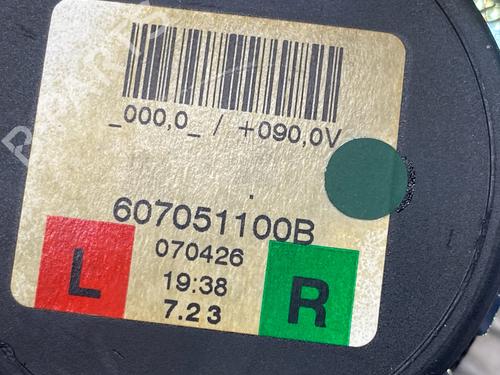 _000,0_ / +090,0V
607051100B
070426
19:38
7.23
L
R